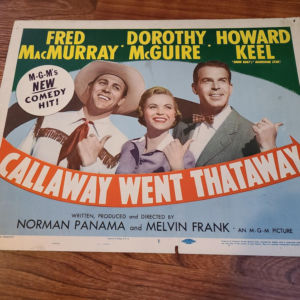 FRED MacMURRAY · DOROTHY McGUIRE · HOWARD KEEL
M-G-M's
NEW
COMEDY
HIT!
CALLAWAY WENT THATAWAY
WRITTEN, PRODUCED and DIRECTED BY
NORMAN PANAMA and MELVIN FRANK · AN M-G-M PICTURE